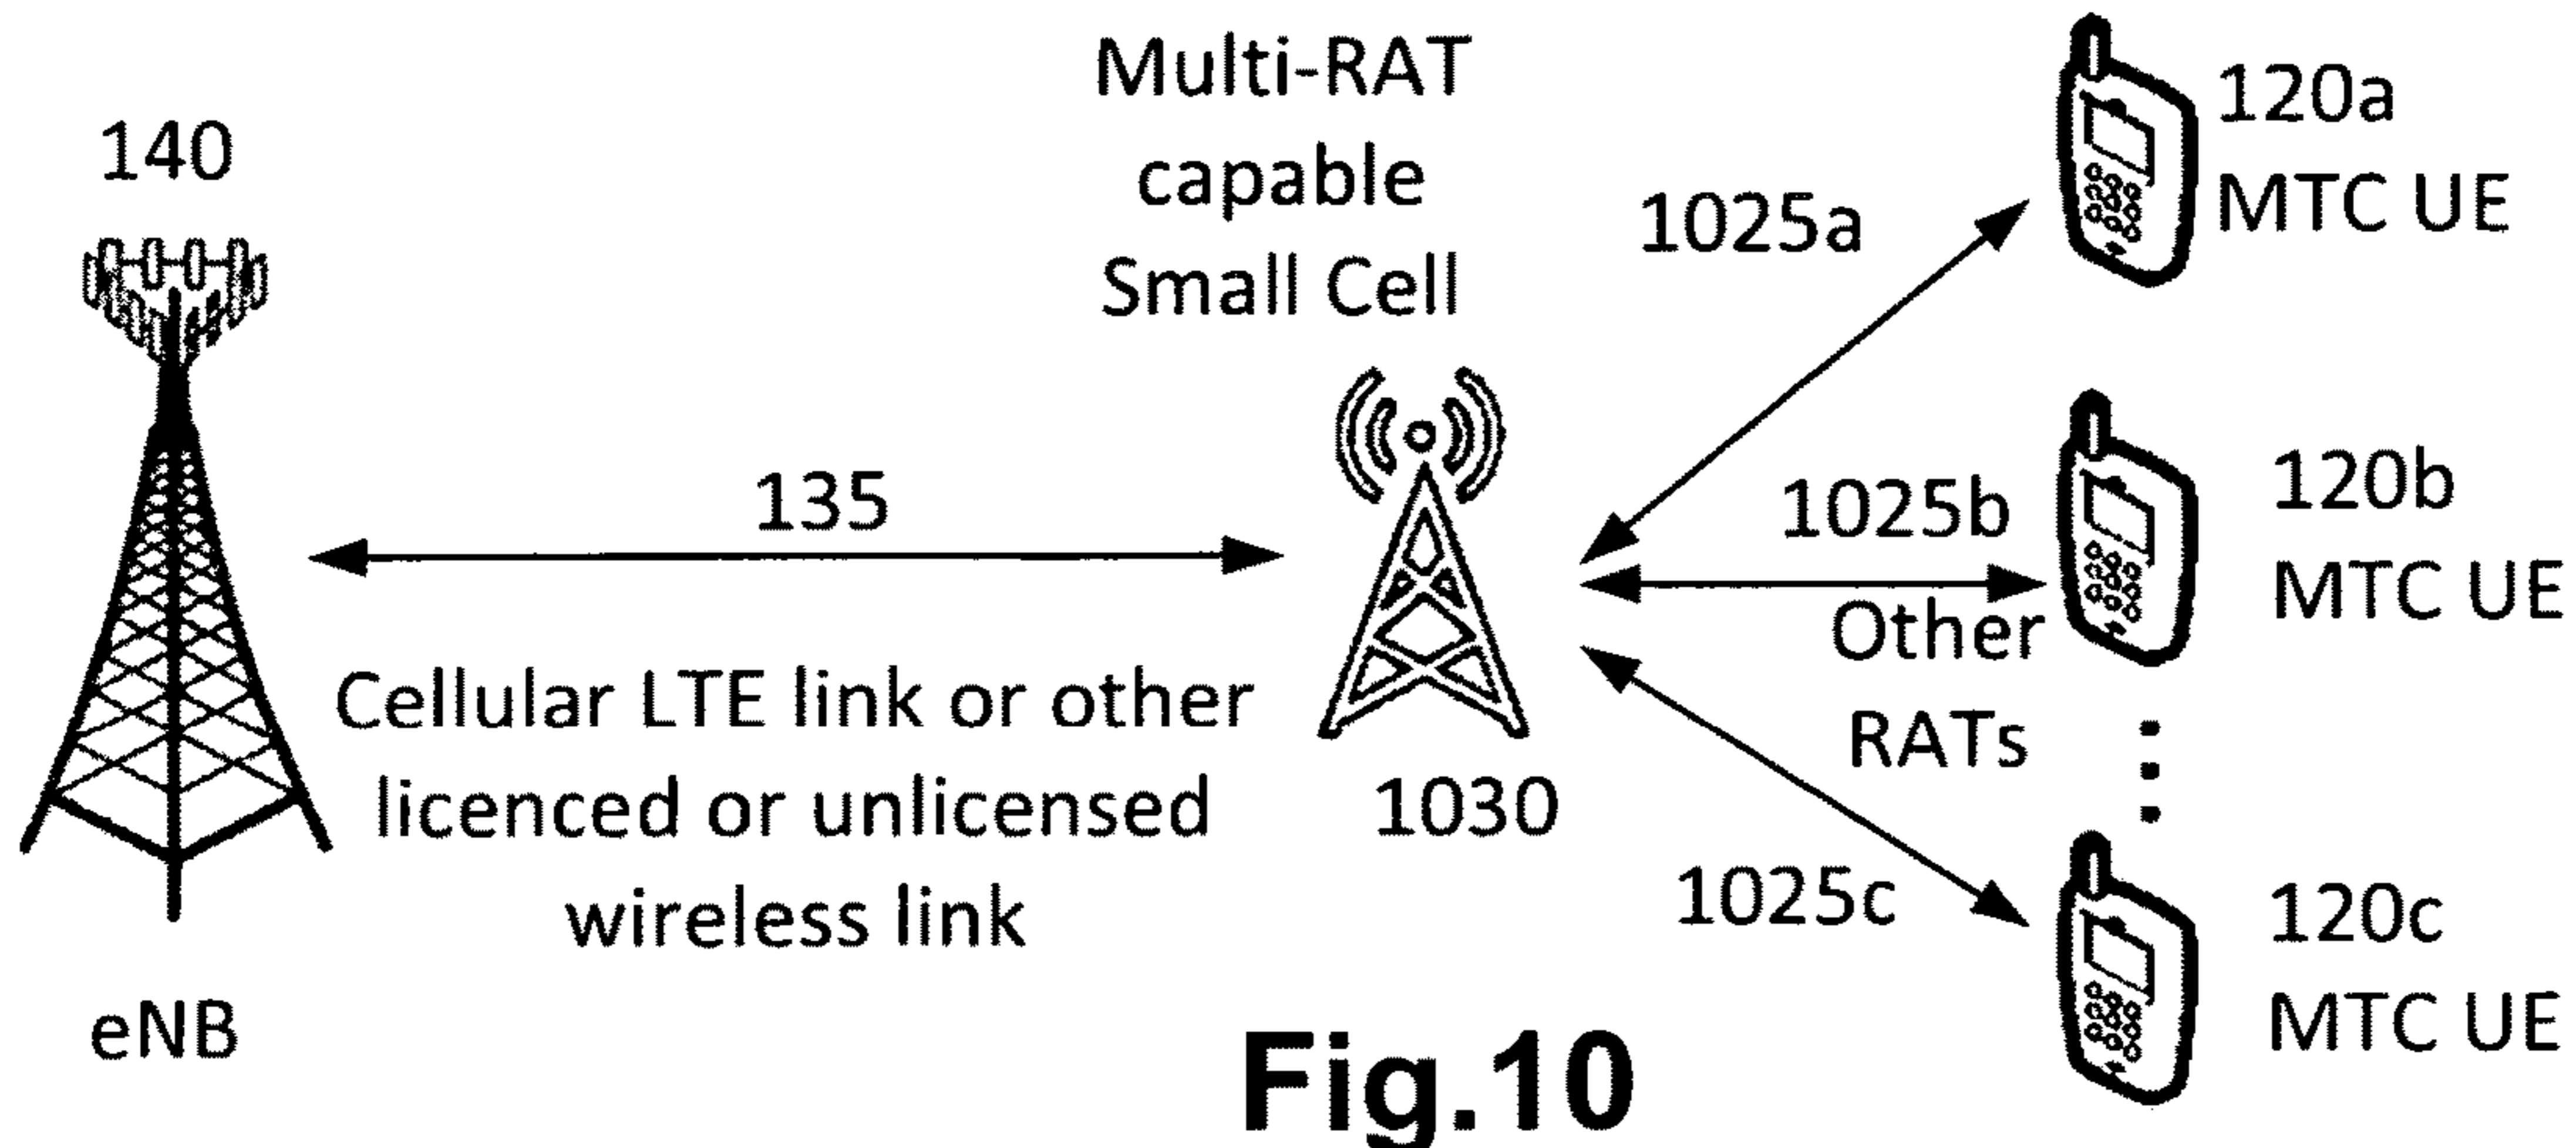 140
eNB
135
Cellular LTE link or other
licenced or unlicensed
wireless link
Multi-RAT
capable
Small Cell
1030
1025a
1025b
Other
RATs
1025c
120a
MTC UE
120b
MTC UE
120c
MTC UE
Fig.10